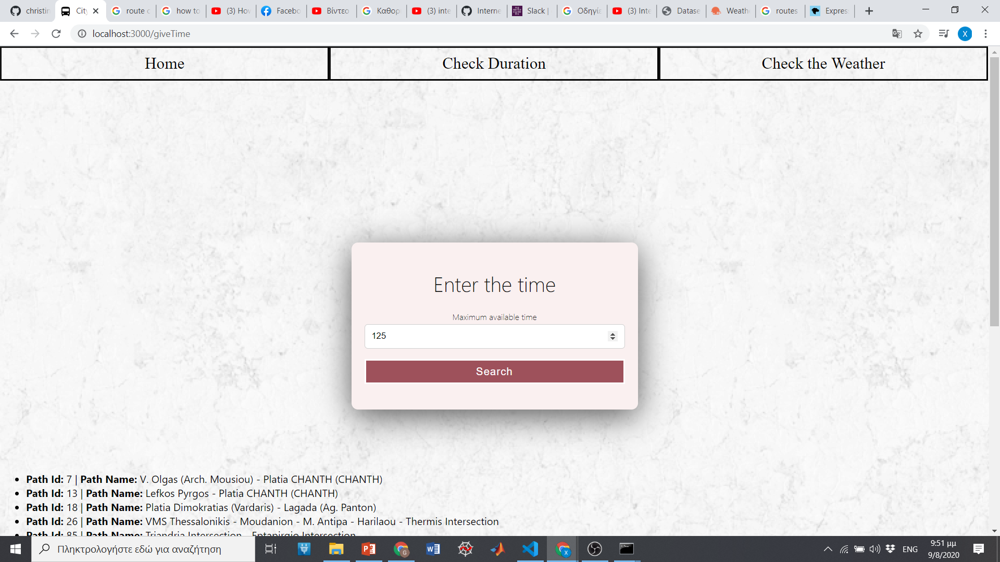 christin
City
route c
how to
(3) How
Facebo
Βίντεο
Καθορ
(3) inte
Interne
Slack |
Οδηγίε
(3) Inte
Datase
Weath
routes
Expres
localhost:3000/giveTime
X
Home
Check Duration
Check the Weather
Enter the time
Maximum available time
125
Search
Path Id: 7 | Path Name: V. Olgas (Arch. Mousiou) - Platia CHANTH (CHANTH)
Path Id: 13 | Path Name: Lefkos Pyrgos - Platia CHANTH (CHANTH)
Path Id: 18 | Path Name: Platia Dimokratias (Vardaris) - Lagada (Ag. Panton)
Path Id: 26 | Path Name: VMS Thessalonikis - Moudanion - M. Antipa - Harilaou - Thermis Intersection
Path Id: 85 | Path Name: Triandria Intersection - Eptapirgio Intersection
Πληκτρολογήστε εδώ για αναζήτηση
ENG
9:51 μμ
9/8/2020